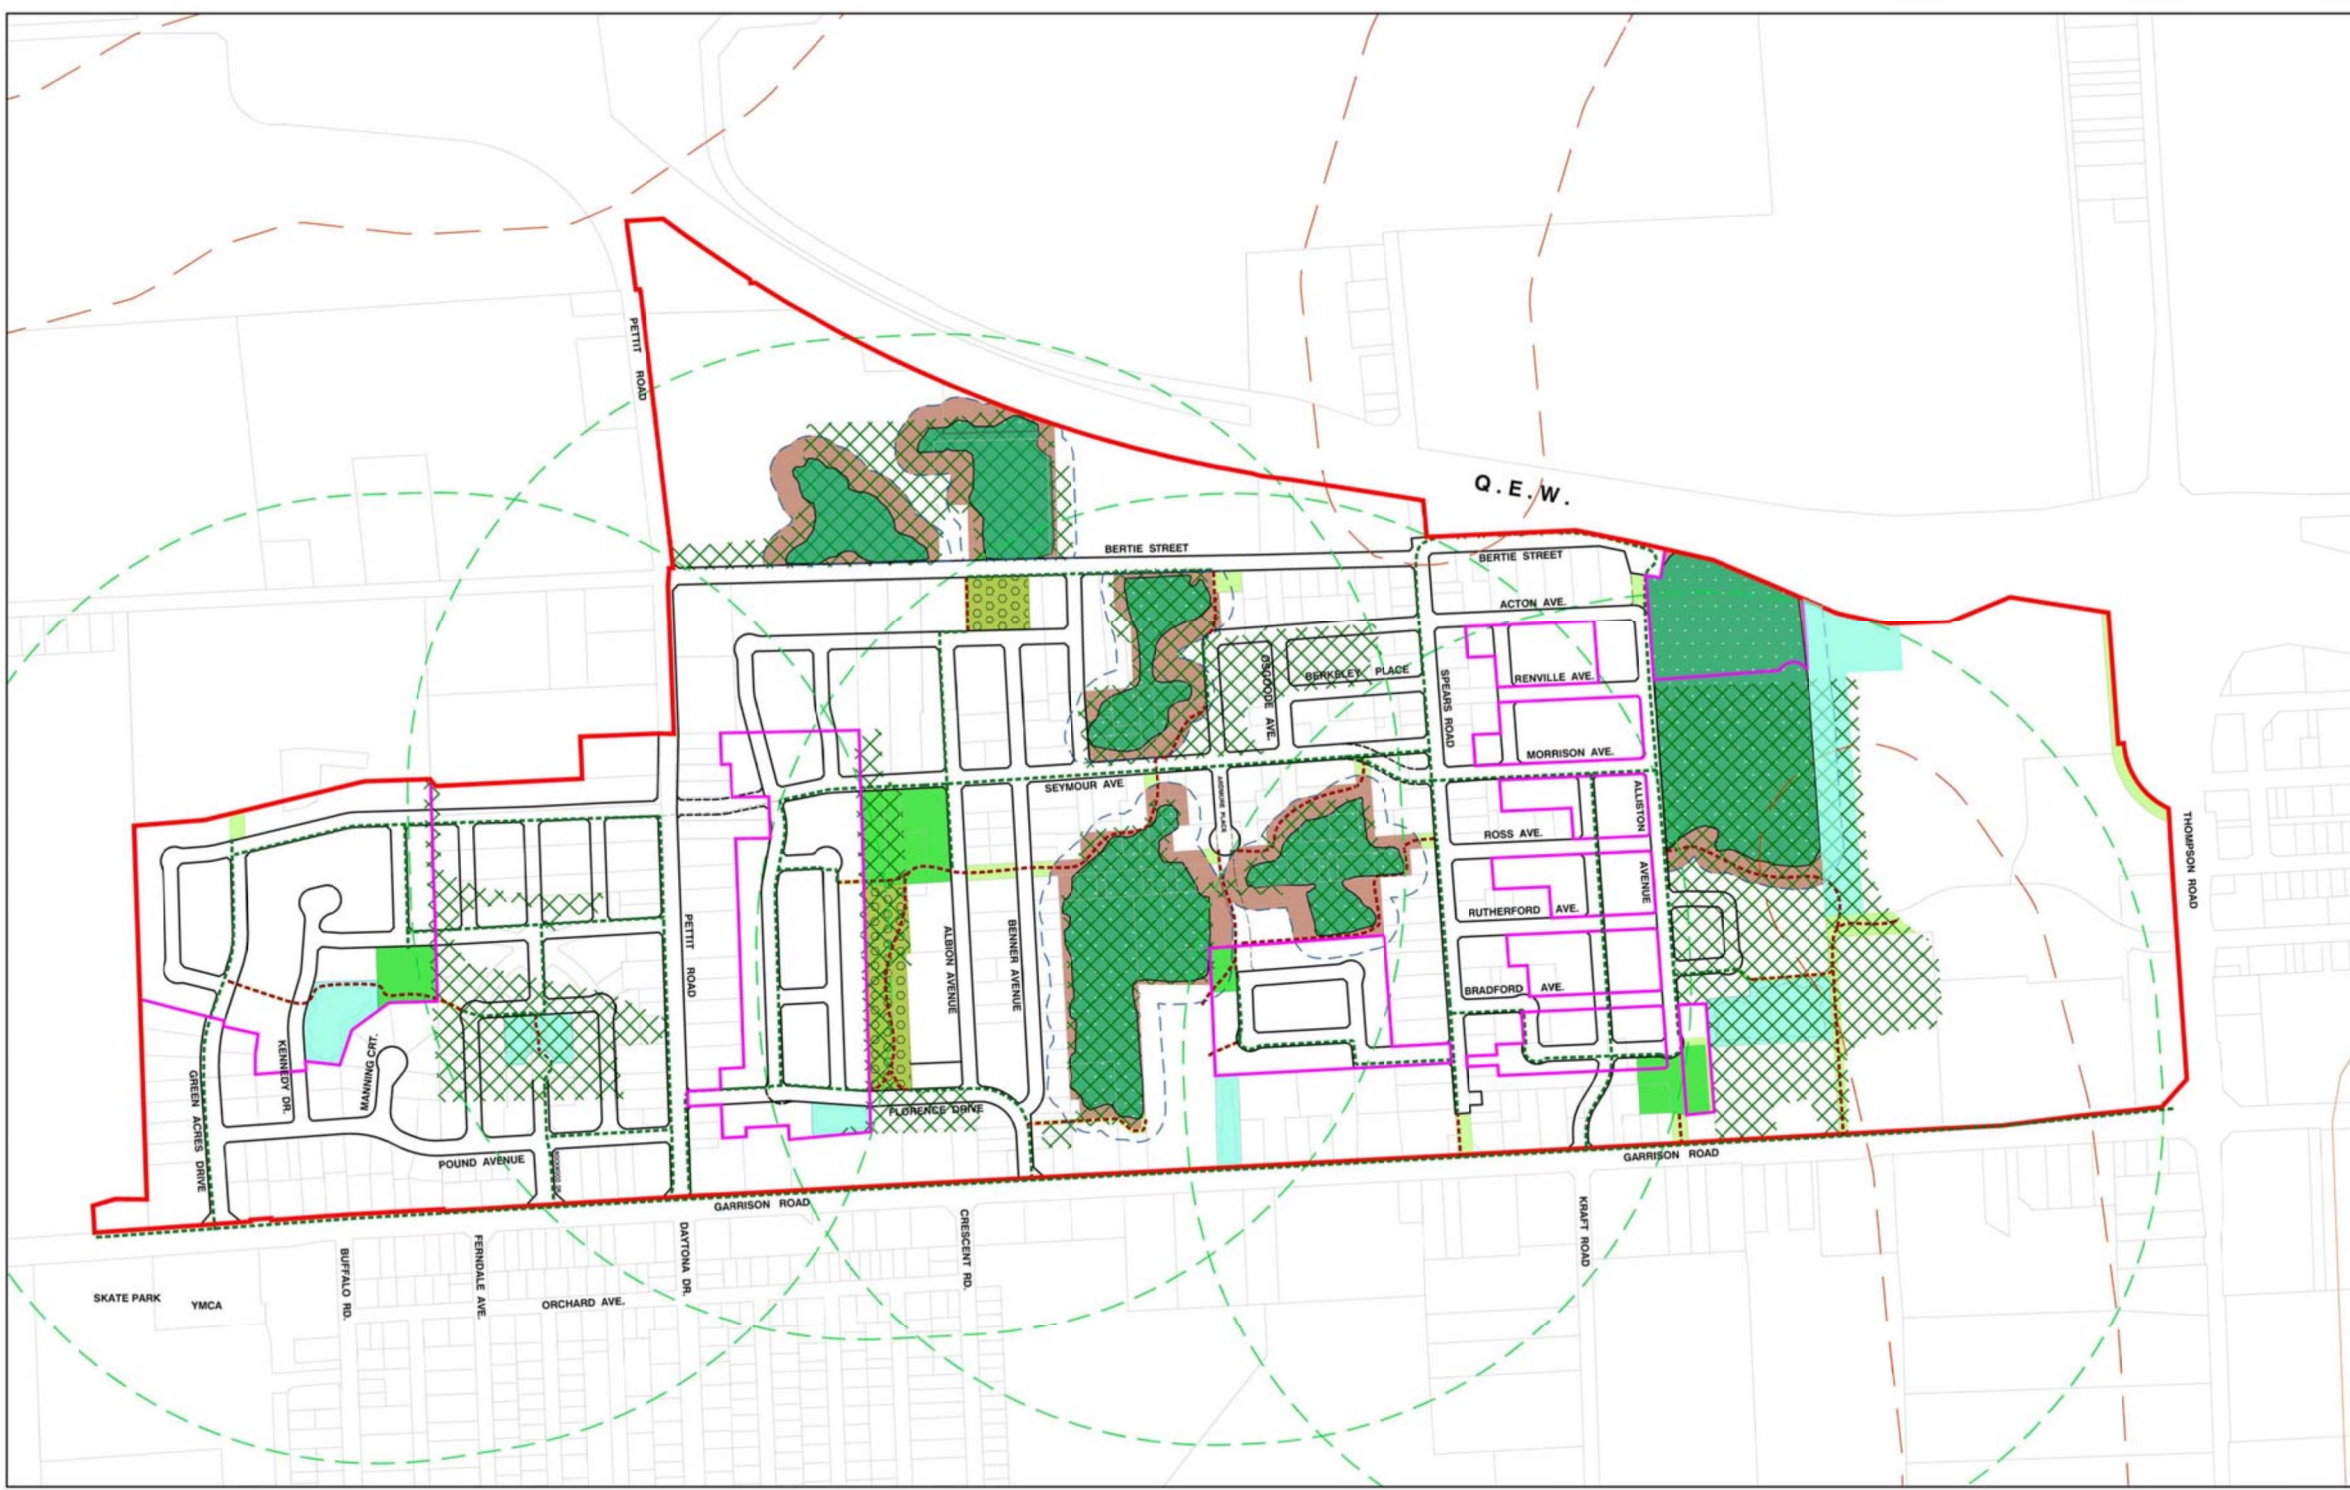 PETTIT ROAD
Q.E.W.
BERTIE STREET
BERTIE STREET
ACTON AVE.
OSGOODE AVE.
BERKELEY PLACE
SPEARS ROAD
RENVILLE AVE.
MORRISON AVE.
SEYMOUR AVE
ARDMORE PLACE
ALLISTON AVENUE
ROSS AVE.
THOMPSON ROAD
RUTHERFORD AVE.
PETTIT ROAD
ALBION AVENUE
BENNER AVENUE
BRADFORD AVE.
KENNEDY DR.
MANNING CRT.
GREEN ACRES DRIVE
FLORENCE DRIVE
POUND AVENUE
GARRISON ROAD
GARRISON ROAD
KRAFT ROAD
CRESCENT RD.
DAYTONA DR.
FERNDALE AVE.
BUFFALO RD.
SKATE PARK
YMCA
ORCHARD AVE.